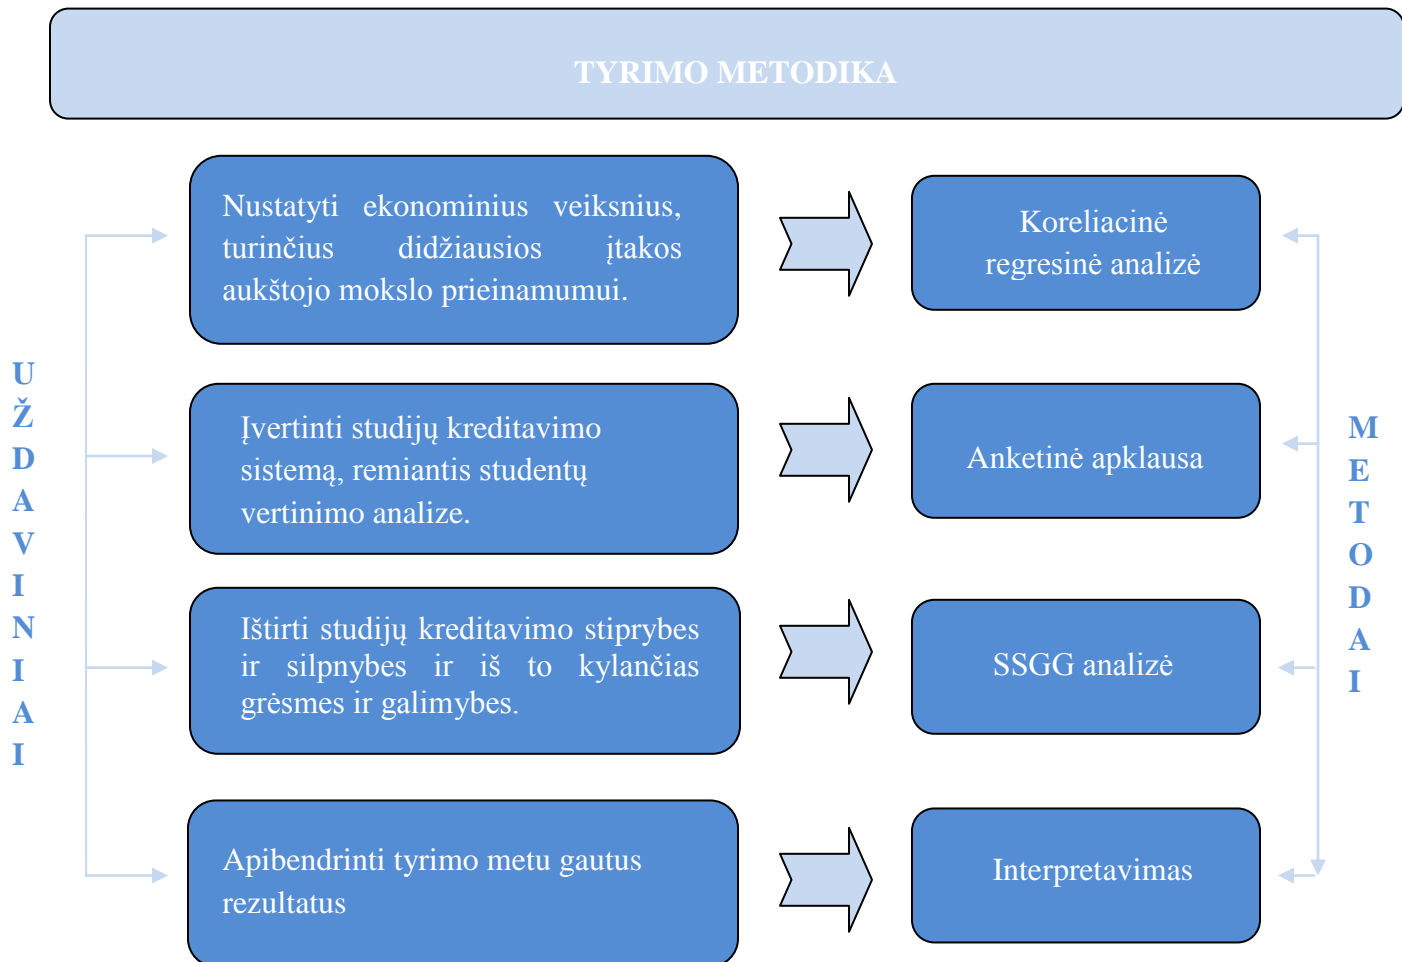 TYRIMO METODIKA
Nustatyti ekonominius veiksnius,
turinčius didžiausios įtakos
aukštojo mokslo prieinamumui.
Koreliacinė
regresinė analizė
Įvertinti studijų kreditavimo
sistemą, remiantis studentų
vertinimo analize.
Anketinė apklausa
Ištirti studijų kreditavimo stiprybes
ir silpnybes ir iš to kylančias
grėsmes ir galimybes.
SSGG analizė
Apibendrinti tyrimo metu gautus
rezultatus
Interpretavimas
U
Ž
D
A
V
I
N
I
A
I
M
E
T
O
D
A
I